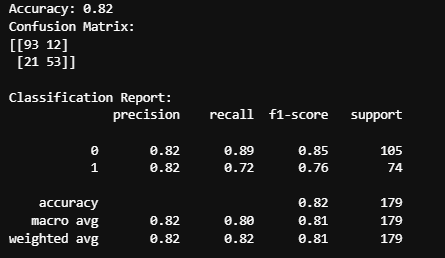 Accuracy: 0.82
Confusion Matrix:
[[93 12]
 [21 53]]
Classification Report:
precision recall f1-score support
0 0.82 0.89 0.85 105
1 0.82 0.72 0.76 74
accuracy 0.82 179
macro avg 0.82 0.80 0.81 179
weighted avg 0.82 0.82 0.81 179